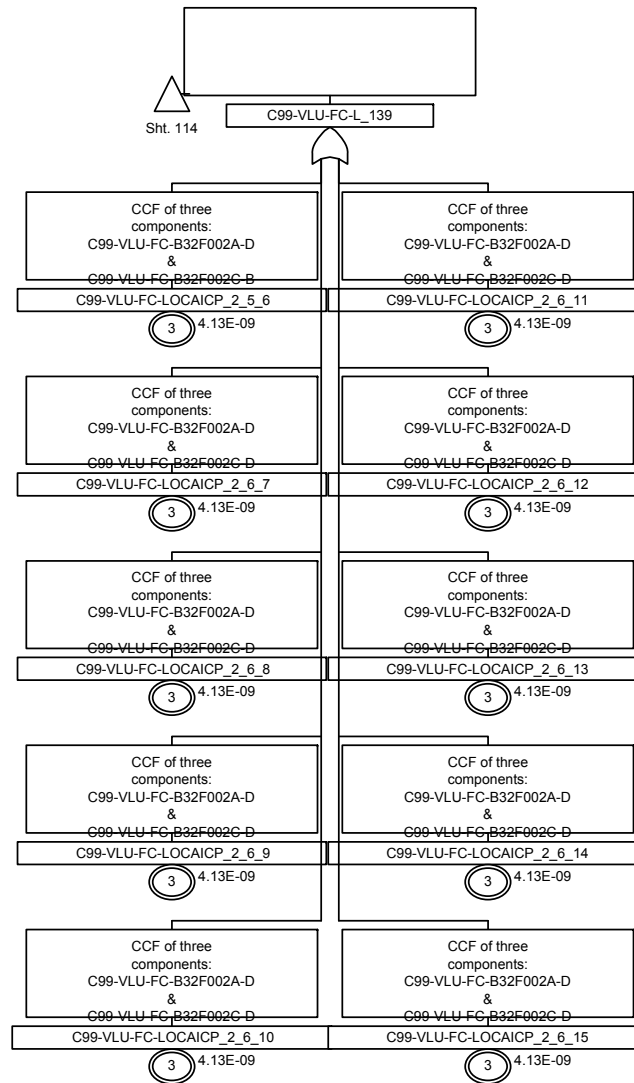 C99-VLU-FC-L_139
Sht. 114
CCF of three
components:
C99-VLU-FC-B32F002A-D
&
C99-VLU-FC-B32F002C-B
C99-VLU-FC-LOCAICP_2_5_6
3
4.13E-09
CCF of three
components:
C99-VLU-FC-B32F002A-D
&
C99-VLU-FC-B32F002C-D
C99-VLU-FC-LOCAICP_2_6_11
3
4.13E-09
CCF of three
components:
C99-VLU-FC-B32F002A-D
&
C99-VLU-FC-B32F002C-D
C99-VLU-FC-LOCAICP_2_6_7
3
4.13E-09
CCF of three
components:
C99-VLU-FC-B32F002A-D
&
C99-VLU-FC-B32F002C-D
C99-VLU-FC-LOCAICP_2_6_12
3
4.13E-09
CCF of three
components:
C99-VLU-FC-B32F002A-D
&
C99-VLU-FC-B32F002C-D
C99-VLU-FC-LOCAICP_2_6_8
3
4.13E-09
CCF of three
components:
C99-VLU-FC-B32F002A-D
&
C99-VLU-FC-B32F002C-D
C99-VLU-FC-LOCAICP_2_6_13
3
4.13E-09
CCF of three
components:
C99-VLU-FC-B32F002A-D
&
C99-VLU-FC-B32F002C-D
C99-VLU-FC-LOCAICP_2_6_9
3
4.13E-09
CCF of three
components:
C99-VLU-FC-B32F002A-D
&
C99-VLU-FC-B32F002C-D
C99-VLU-FC-LOCAICP_2_6_14
3
4.13E-09
CCF of three
components:
C99-VLU-FC-B32F002A-D
&
C99-VLU-FC-B32F002C-D
C99-VLU-FC-LOCAICP_2_6_10
3
4.13E-09
CCF of three
components:
C99-VLU-FC-B32F002A-D
&
C99-VLU-FC-B32F002C-D
C99-VLU-FC-LOCAICP_2_6_15
3
4.13E-09